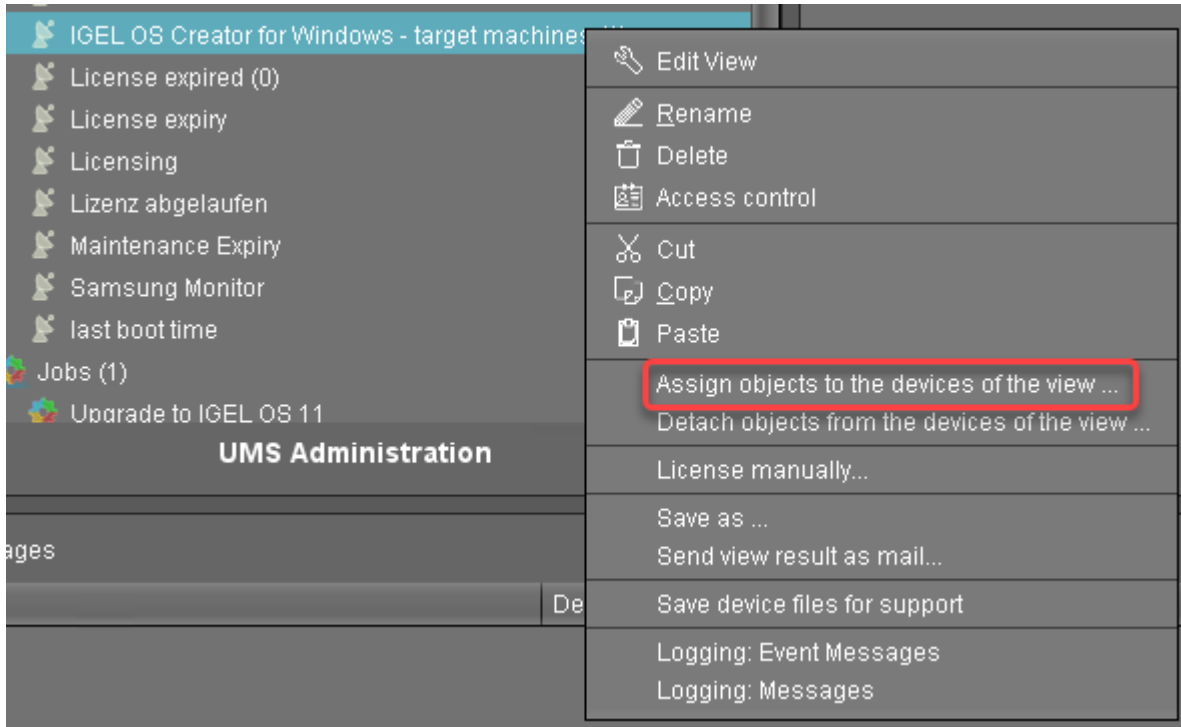 IGEL OS Creator for Windows - target machines
License expired (0)
License expiry
Licensing
Lizenz abgelaufen
Maintenance Expiry
Samsung Monitor
last boot time
Jobs (1)
Upgrade to IGEL OS 11
UMS Administration
ages
De
Edit View
Rename
Delete
Access control
Cut
Copy
Paste
Assign objects to the devices of the view ...
Detach objects from the devices of the view ...
License manually...
Save as ...
Send view result as mail...
Save device files for support
Logging: Event Messages
Logging: Messages